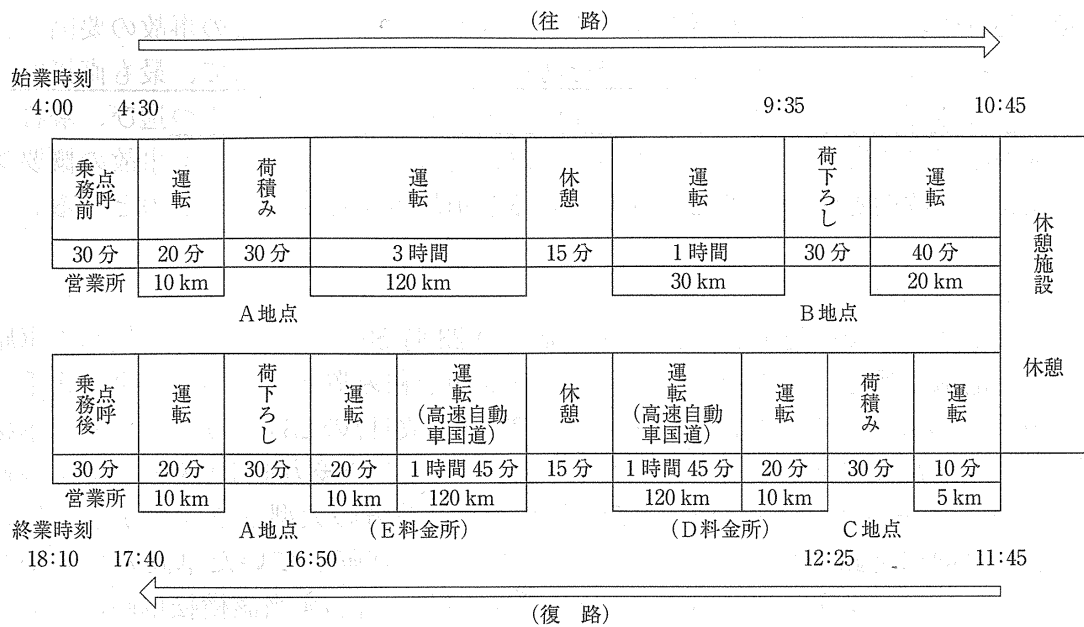 (往 路)
始業時刻
4:00 4:30 9:35 10:45
乗務前点呼 運転 荷積み 運転 休憩 運転 荷下ろし 運転 休憩施設
30分 20分 30分 3時間 15分 1時間 30分 40分
営業所 10 km 120 km 30 km 20 km
A地点 B地点
休憩
乗務後点呼 運転 荷下ろし 運転 運転(高速自動車国道) 休憩 運転(高速自動車国道) 運転 荷積み 運転
30分 20分 30分 20分 1時間45分 15分 1時間45分 20分 30分 10分
営業所 10 km 10 km 120 km 120 km 10 km 5 km
終業時刻 A地点 (E料金所) (D料金所) C地点
18:10 17:40 16:50 12:25 11:45
(復 路)